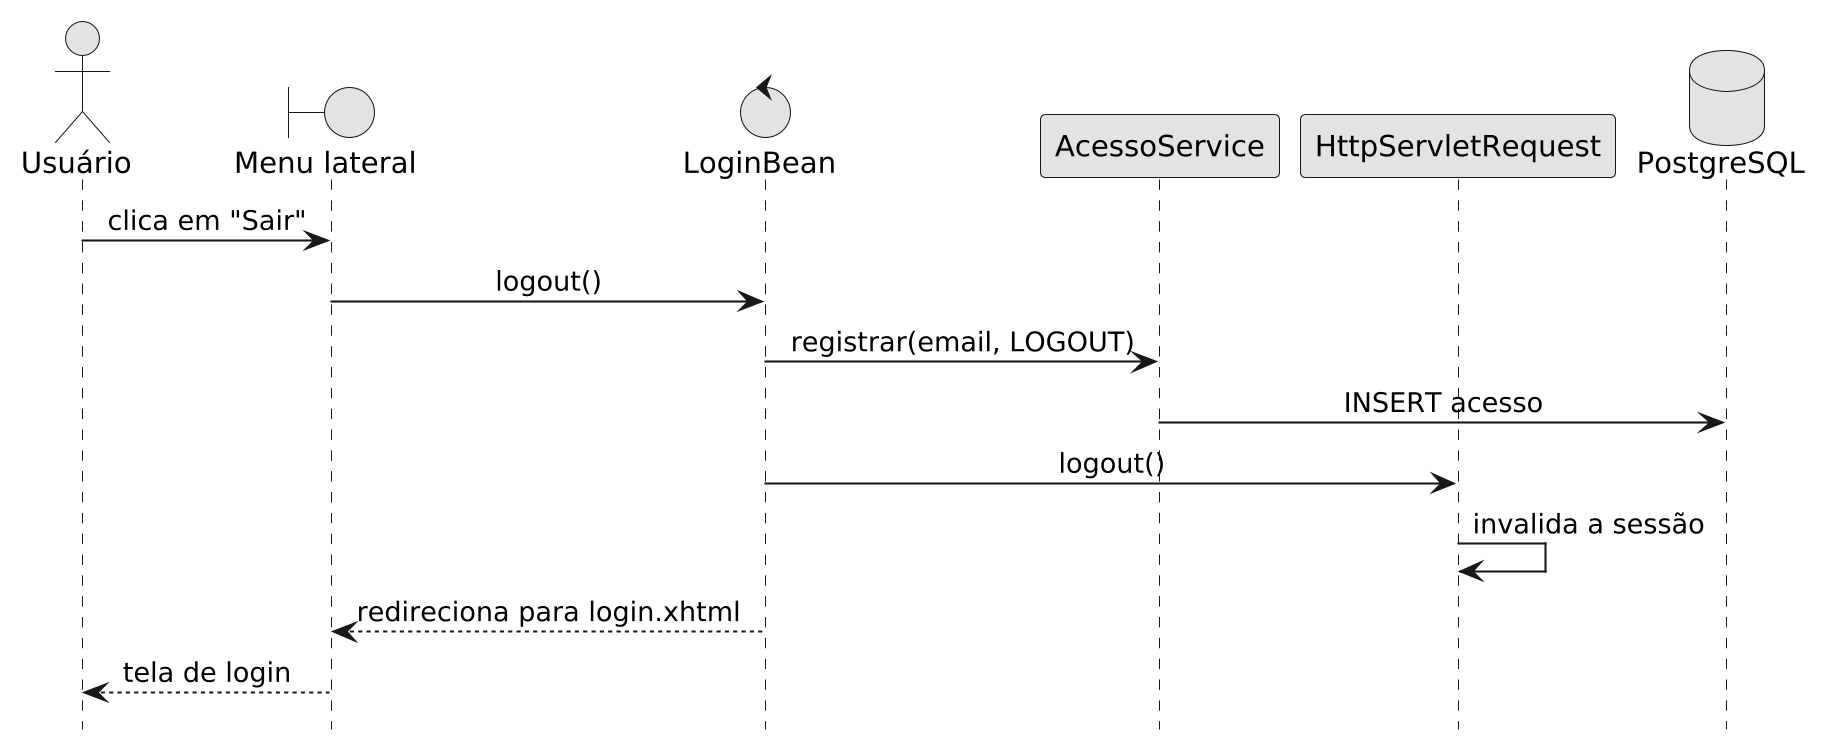 Usuário
Menu lateral
LoginBean
AcessoService
HttpServletRequest
PostgreSQL
clica em "Sair"
logout()
registrar(email, LOGOUT)
INSERT acesso
logout()
invalida a sessão
redireciona para login.xhtml
tela de login